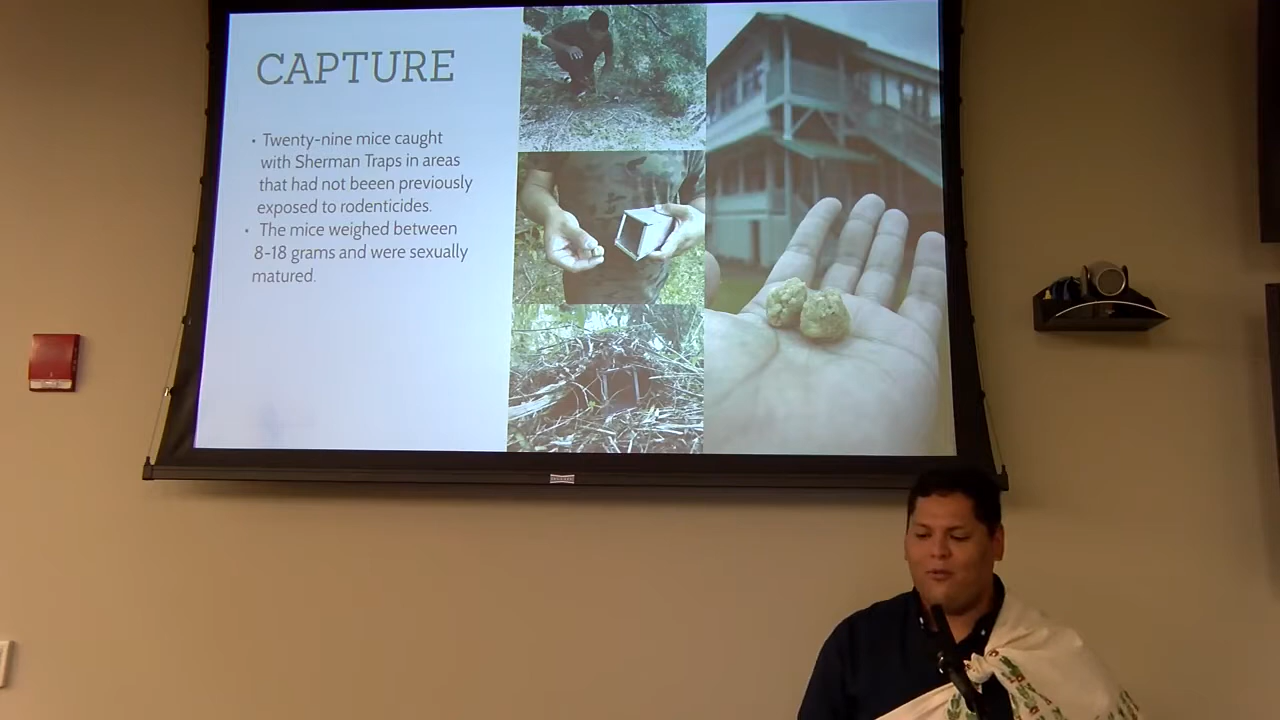 CAPTURE
• Twenty-nine mice caught
with Sherman Traps in areas
that had not beeen previously
exposed to rodenticides.
• The mice weighed between
8-18 grams and were sexually
matured.